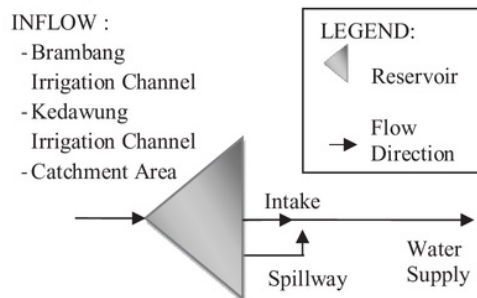 INFLOW :
- Brambang
Irrigation Channel
- Kedawung
Irrigation Channel
- Catchment Area
LEGEND:
Reservoir
Flow
Direction
Intake
Spillway
Water
Supply